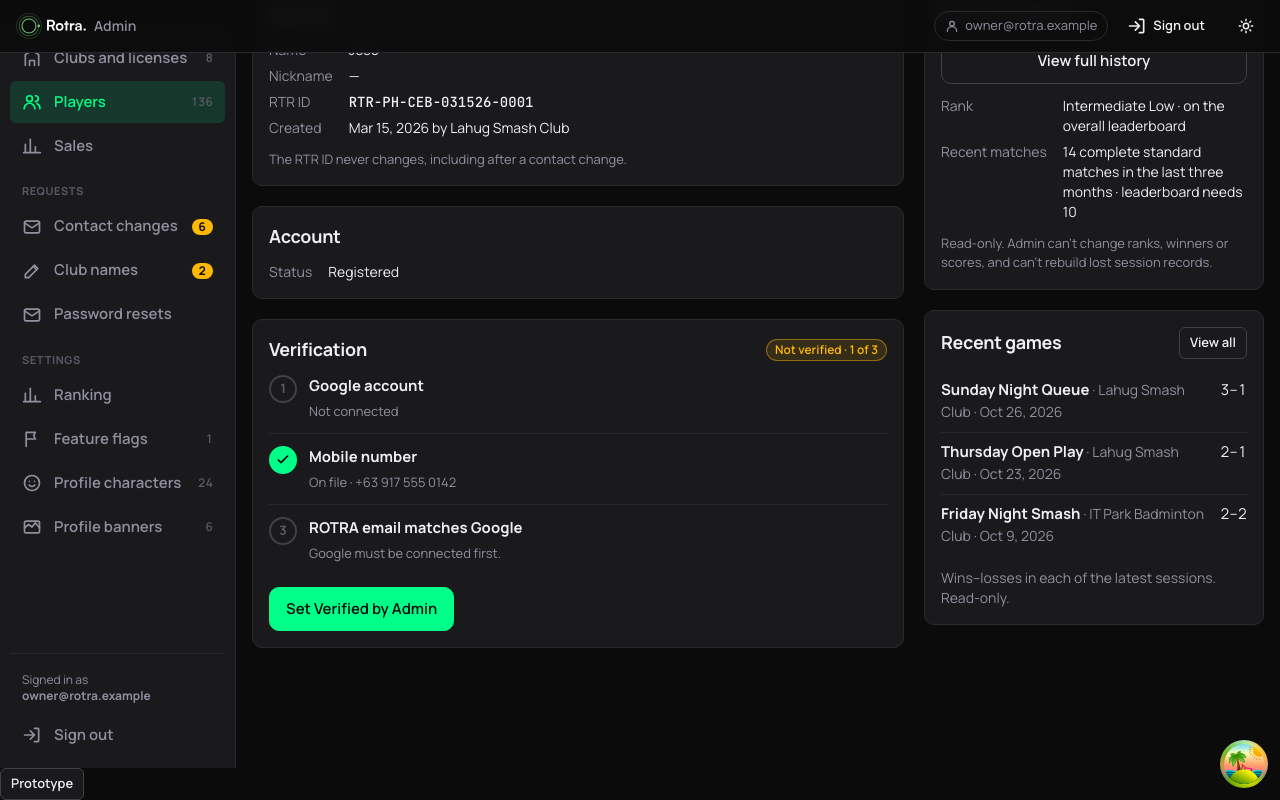 Rotra. Admin
owner@rotra.example
Sign out
Clubs and licenses 8
Players 136
Sales
REQUESTS
Contact changes 6
Club names 2
Password resets
SETTINGS
Ranking
Feature flags 1
Profile characters 24
Profile banners 6
Signed in as
owner@rotra.example
Sign out
Prototype
Nickname —
RTR ID RTR-PH-CEB-031526-0001
Created Mar 15, 2026 by Lahug Smash Club
The RTR ID never changes, including after a contact change.
Account
Status Registered
Verification Not verified · 1 of 3
1 Google account
Not connected
Mobile number
On file · +63 917 555 0142
3 ROTRA email matches Google
Google must be connected first.
Set Verified by Admin
View full history
Rank Intermediate Low · on the
overall leaderboard
Recent matches 14 complete standard
matches in the last three
months · leaderboard needs
10
Read-only. Admin can't change ranks, winners or
scores, and can't rebuild lost session records.
Recent games View all
Sunday Night Queue · Lahug Smash 3–1
Club · Oct 26, 2026
Thursday Open Play · Lahug Smash 2–1
Club · Oct 23, 2026
Friday Night Smash · IT Park Badminton 2–2
Club · Oct 9, 2026
Wins–losses in each of the latest sessions.
Read-only.